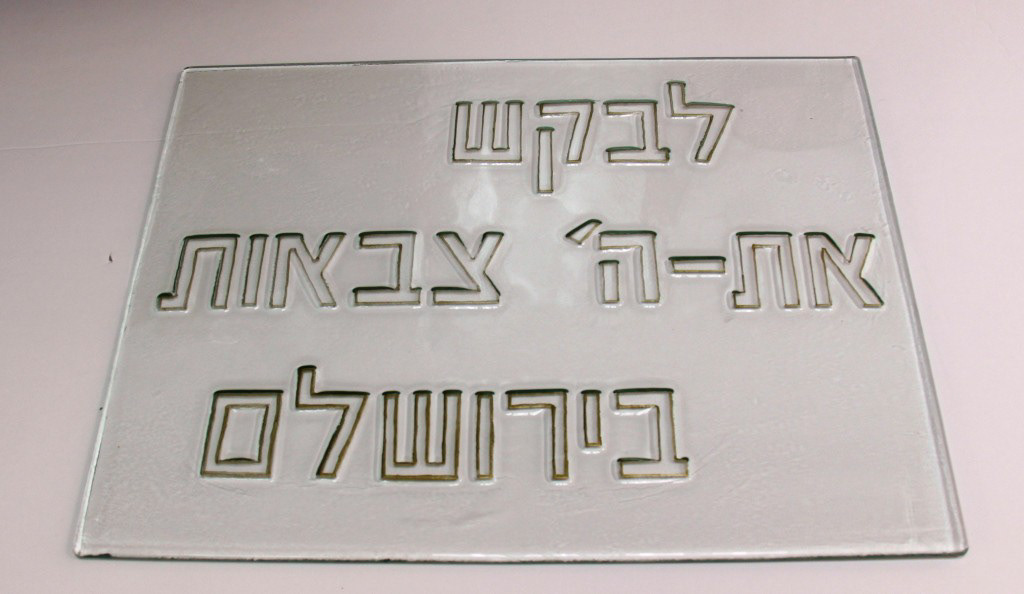 לבקש
את-ה' צבאות
בירושלם